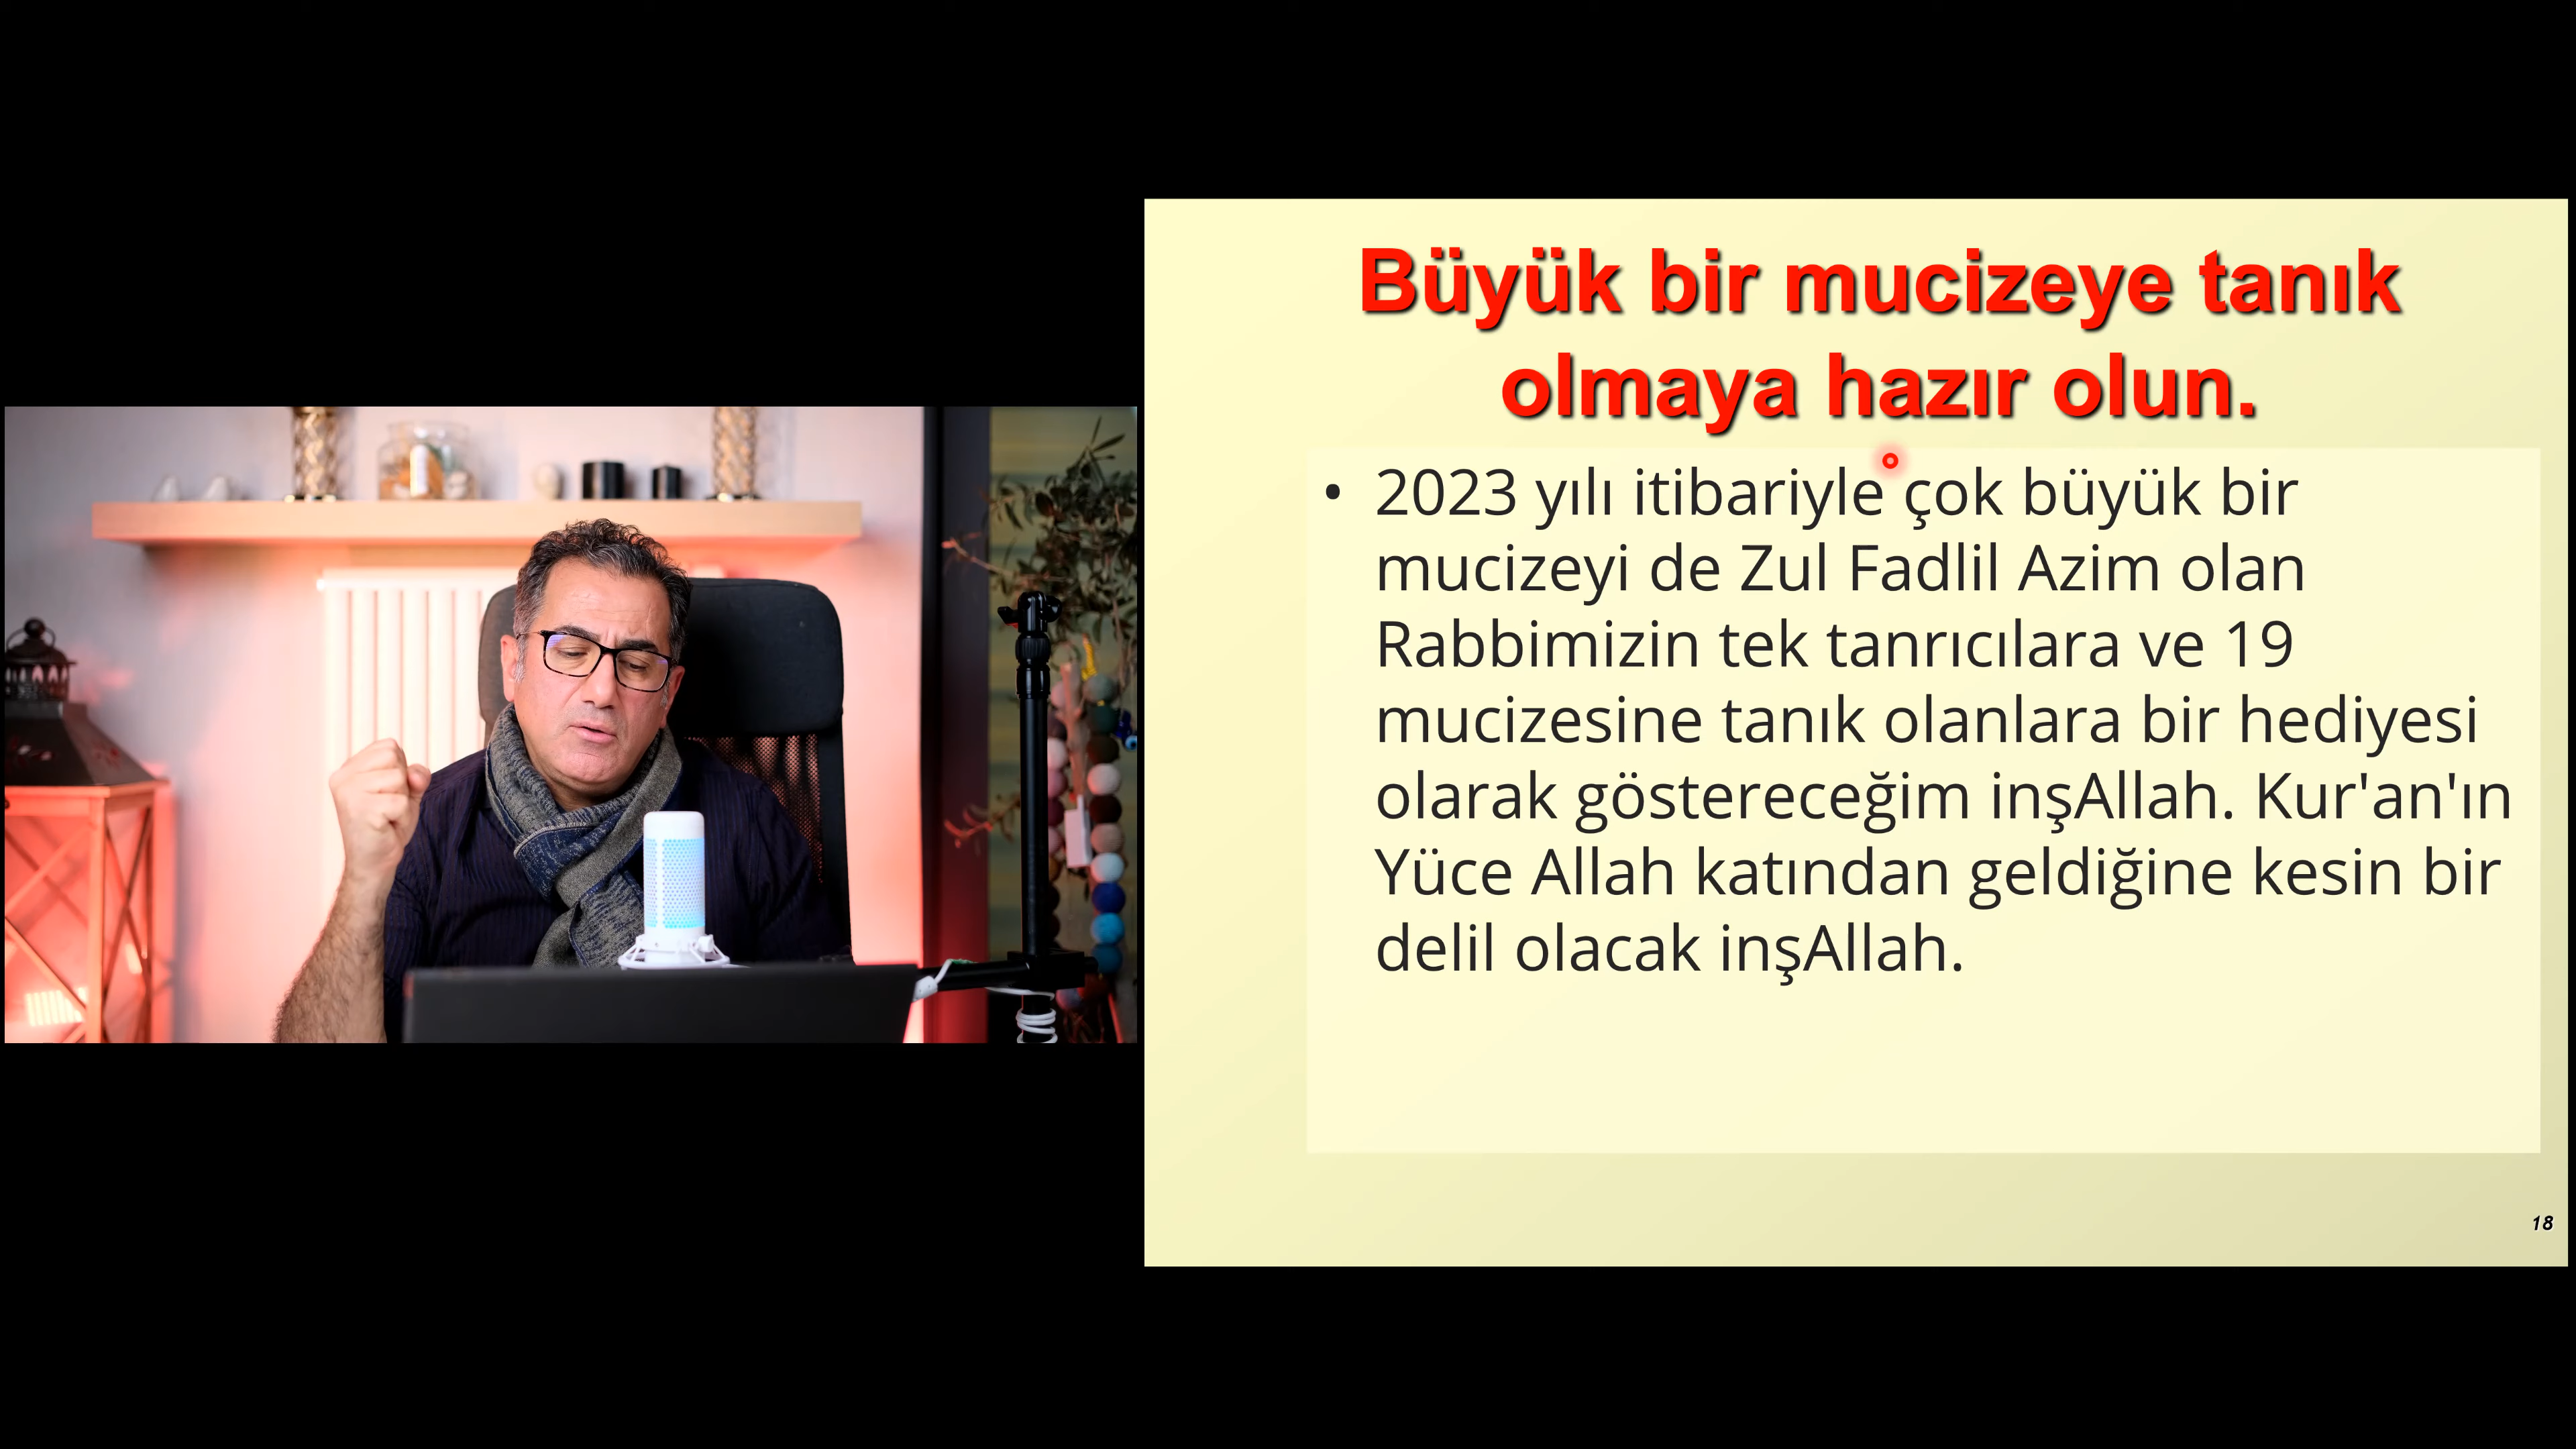 Büyük bir mucizeye tanık
olmaya hazır olun.
• 2023 yılı itibariyle çok büyük bir
mucizeyi de Zul Fadlil Azim olan
Rabbimizin tek tanrıcılara ve 19
mucizesine tanık olanlara bir hediyesi
olarak göstereceğim inşAllah. Kur'an'ın
Yüce Allah katından geldiğine kesin bir
delil olacak inşAllah.
18